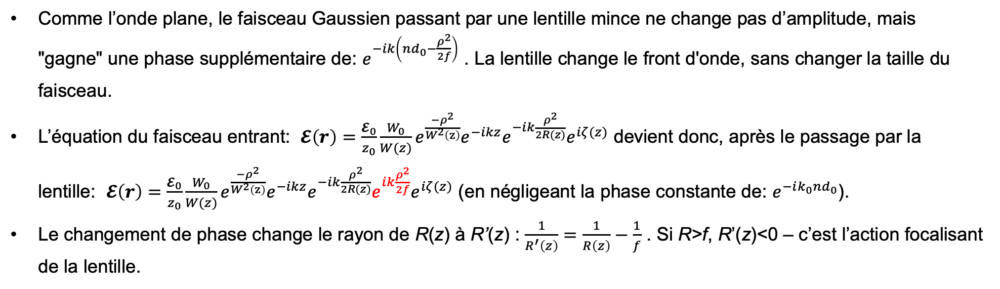 • Comme l’onde plane, le faisceau Gaussien passant par une lentille mince ne change pas d’amplitude, mais
"gagne" une phase supplémentaire de: $e^{-ik\left(nd_0-\frac{\rho^2}{2f}\right)}$ . La lentille change le front d'onde, sans changer la taille du
faisceau.
• L’équation du faisceau entrant: $\boldsymbol{\mathcal{E}}(\boldsymbol{r}) = \frac{\mathcal{E}_0}{z_0}\frac{W_0}{W(z)}e^{\frac{-\rho^2}{W^2(z)}}e^{-ikz}e^{-ik\frac{\rho^2}{2R(z)}}e^{i\zeta(z)}$ devient donc, après le passage par la
lentille: $\boldsymbol{\mathcal{E}}(\boldsymbol{r}) = \frac{\mathcal{E}_0}{z_0}\frac{W_0}{W(z)}e^{\frac{-\rho^2}{W^2(z)}}e^{-ikz}e^{-ik\frac{\rho^2}{2R(z)}}e^{ik\frac{\rho^2}{2f}}e^{i\zeta(z)}$ (en négligeant la phase constante de: $e^{-ik_0nd_0}$).
• Le changement de phase change le rayon de R(z) à R’(z) : $\frac{1}{R'(z)} = \frac{1}{R(z)} - \frac{1}{f}$ . Si R>f, R’(z)<0 – c’est l’action focalisant
de la lentille.